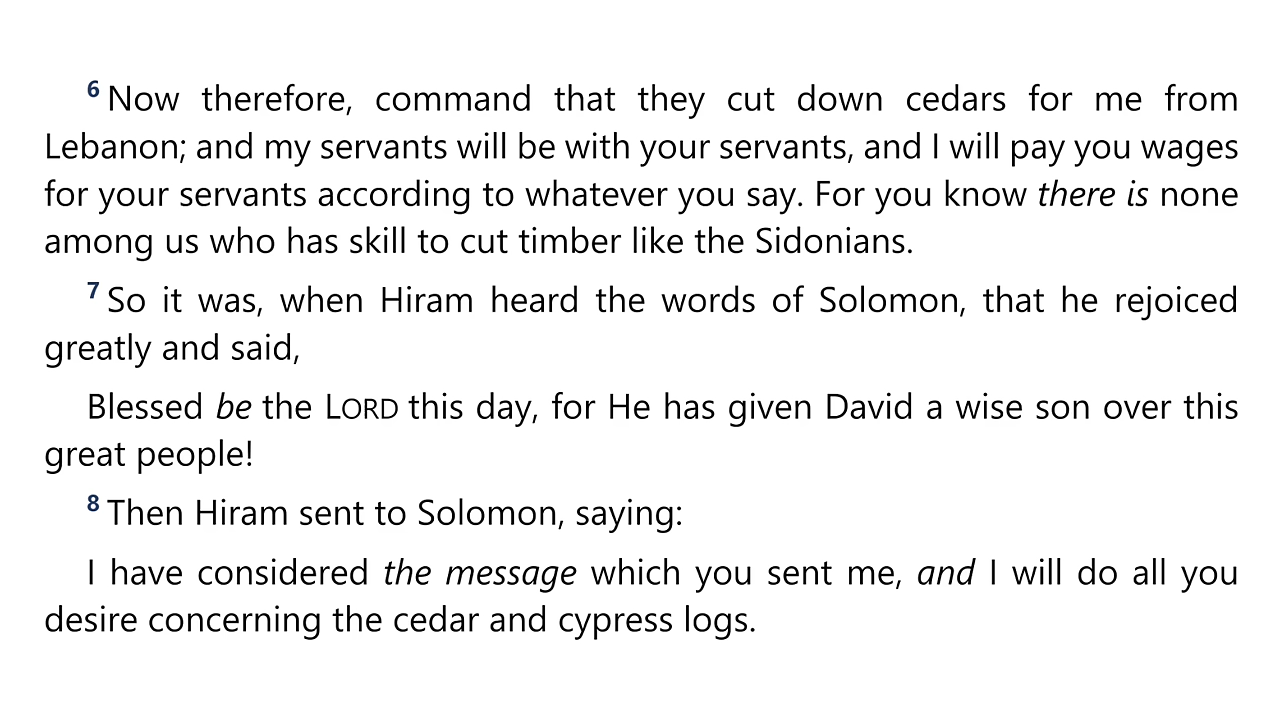 6 Now therefore, command that they cut down cedars for me from
Lebanon; and my servants will be with your servants, and I will pay you wages
for your servants according to whatever you say. For you know there is none
among us who has skill to cut timber like the Sidonians.
7 So it was, when Hiram heard the words of Solomon, that he rejoiced
greatly and said,
Blessed be the LORD this day, for He has given David a wise son over this
great people!
8 Then Hiram sent to Solomon, saying:
I have considered the message which you sent me, and I will do all you
desire concerning the cedar and cypress logs.